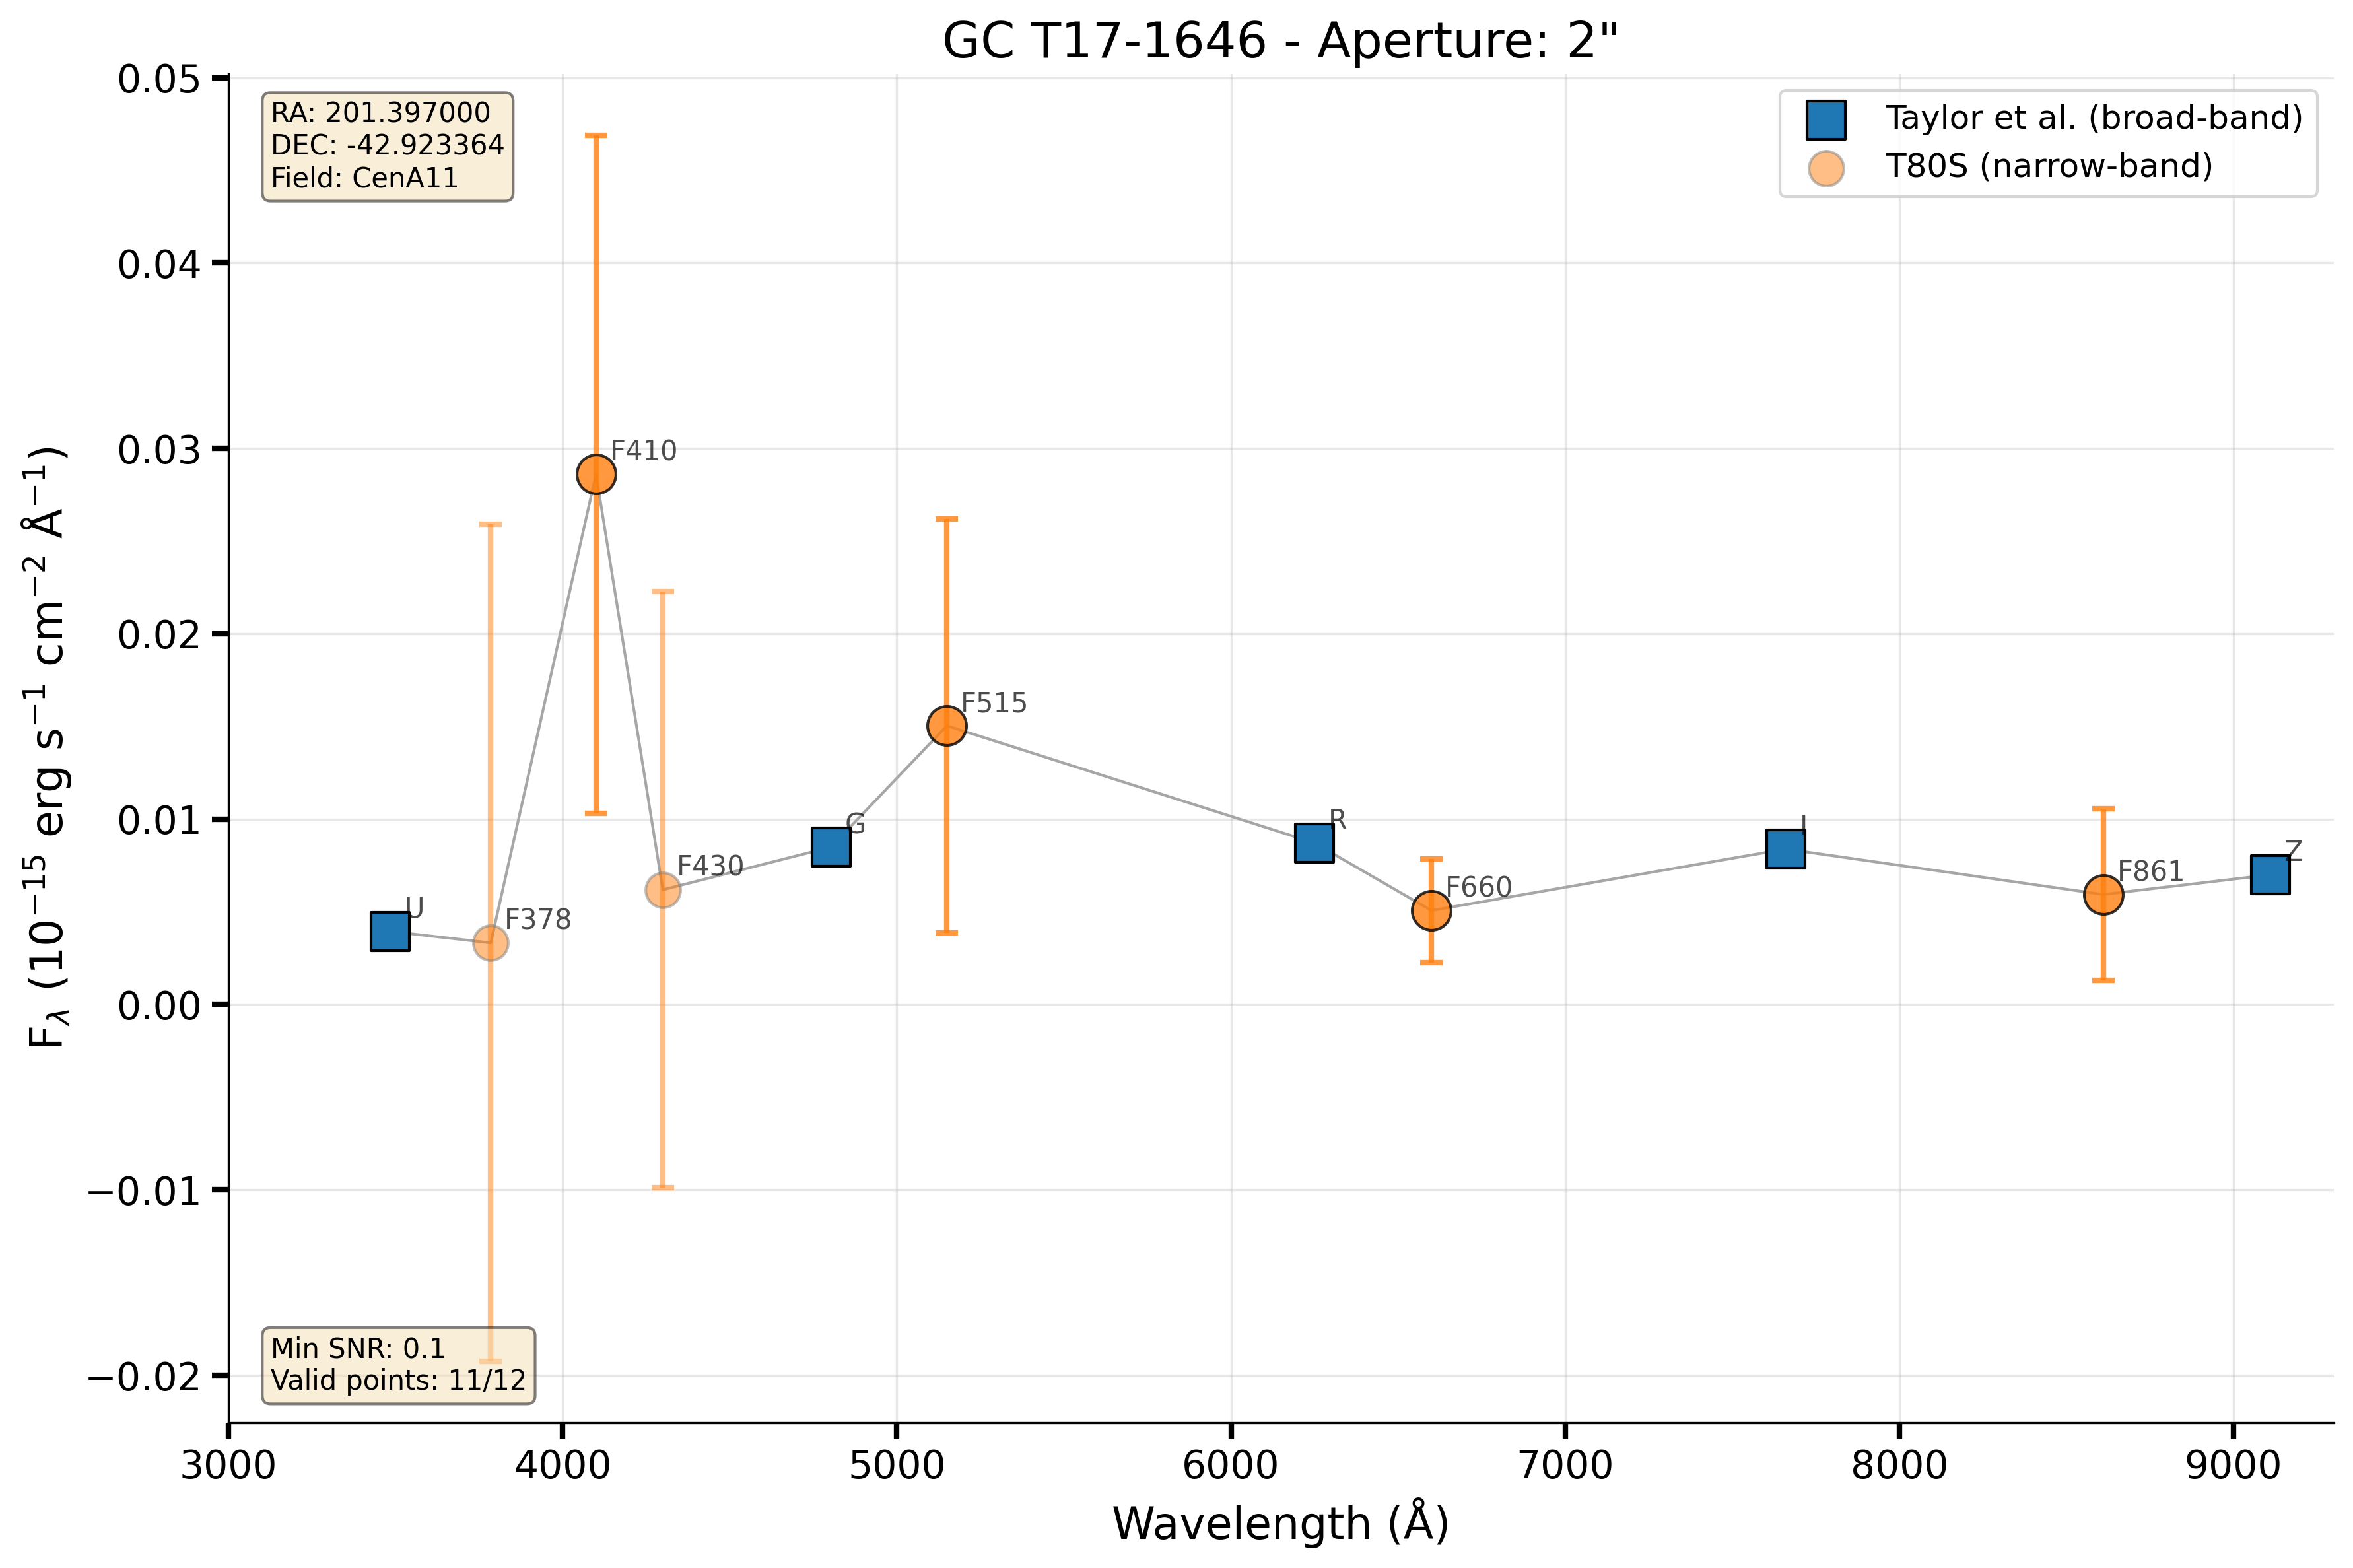 GC T17-1646 - Aperture: 2"
RA: 201.397000
DEC: -42.923364
Field: CenA11
Taylor et al. (broad-band)
T80S (narrow-band)
0.05
0.04
0.03
0.02
0.01
0.00
−0.01
−0.02
F_λ (10⁻¹⁵ erg s⁻¹ cm⁻² Å⁻¹)
U
F378
F410
F430
G
F515
R
F660
I
F861
Z
Min SNR: 0.1
Valid points: 11/12
3000 4000 5000 6000 7000 8000 9000
Wavelength (Å)